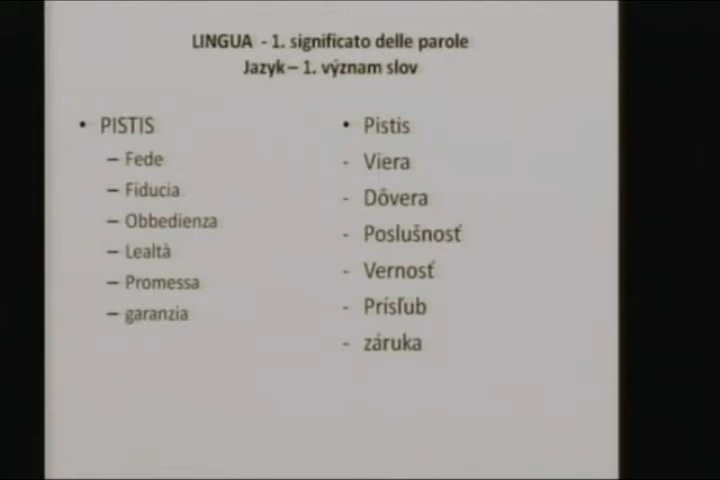 LINGUA - 1. significato delle parole
Jazyk – 1. význam slov
• PISTIS
– Fede
– Fiducia
– Obbedienza
– Lealtà
– Promessa
– garanzia
• Pistis
- Viera
- Dôvera
- Poslušnosť
- Vernosť
- Prísľub
- záruka